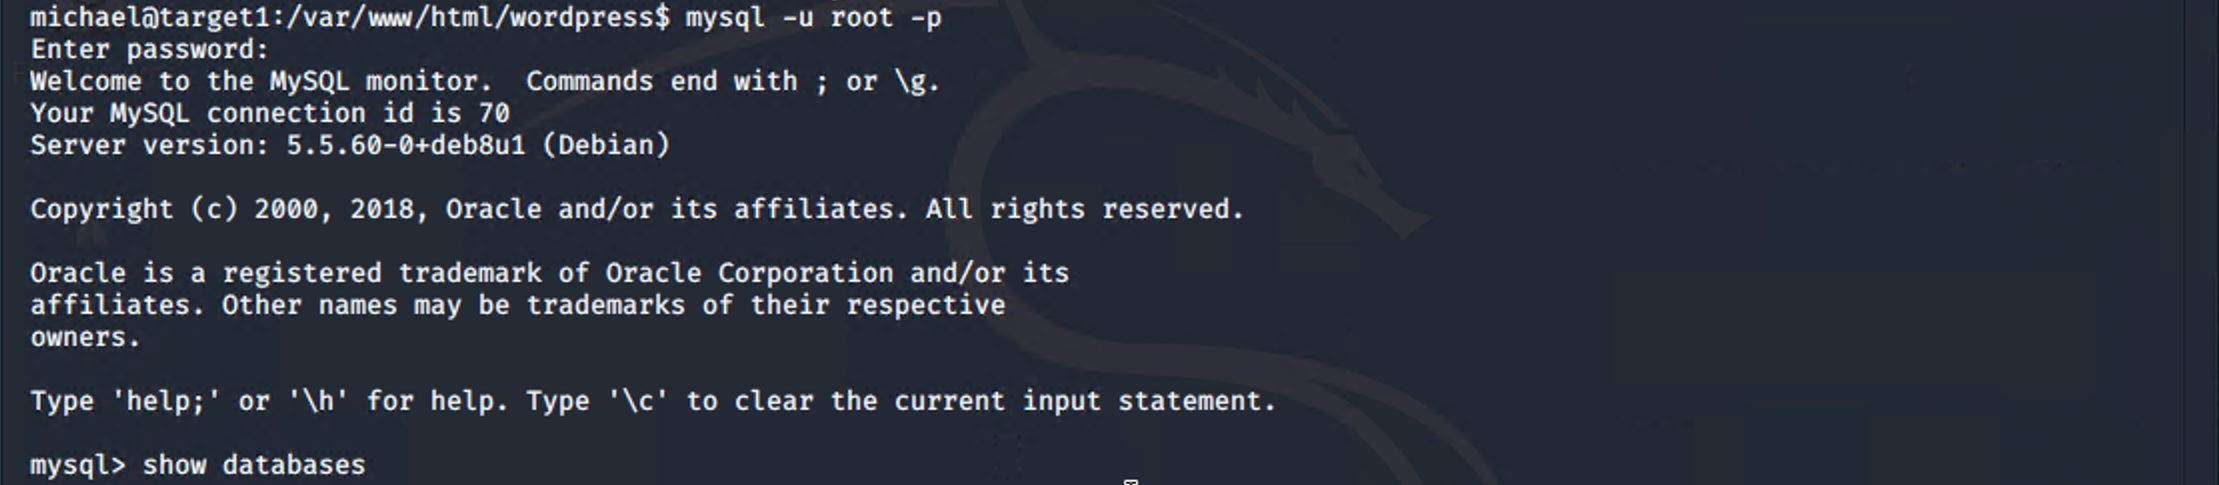 michael@target1:/var/www/html/wordpress$ mysql -u root -p
Enter password:
Welcome to the MySQL monitor.  Commands end with ; or \g.
Your MySQL connection id is 70
Server version: 5.5.60-0+deb8u1 (Debian)
Copyright (c) 2000, 2018, Oracle and/or its affiliates. All rights reserved.
Oracle is a registered trademark of Oracle Corporation and/or its
affiliates. Other names may be trademarks of their respective
owners.
Type 'help;' or '\h' for help. Type '\c' to clear the current input statement.
mysql> show databases